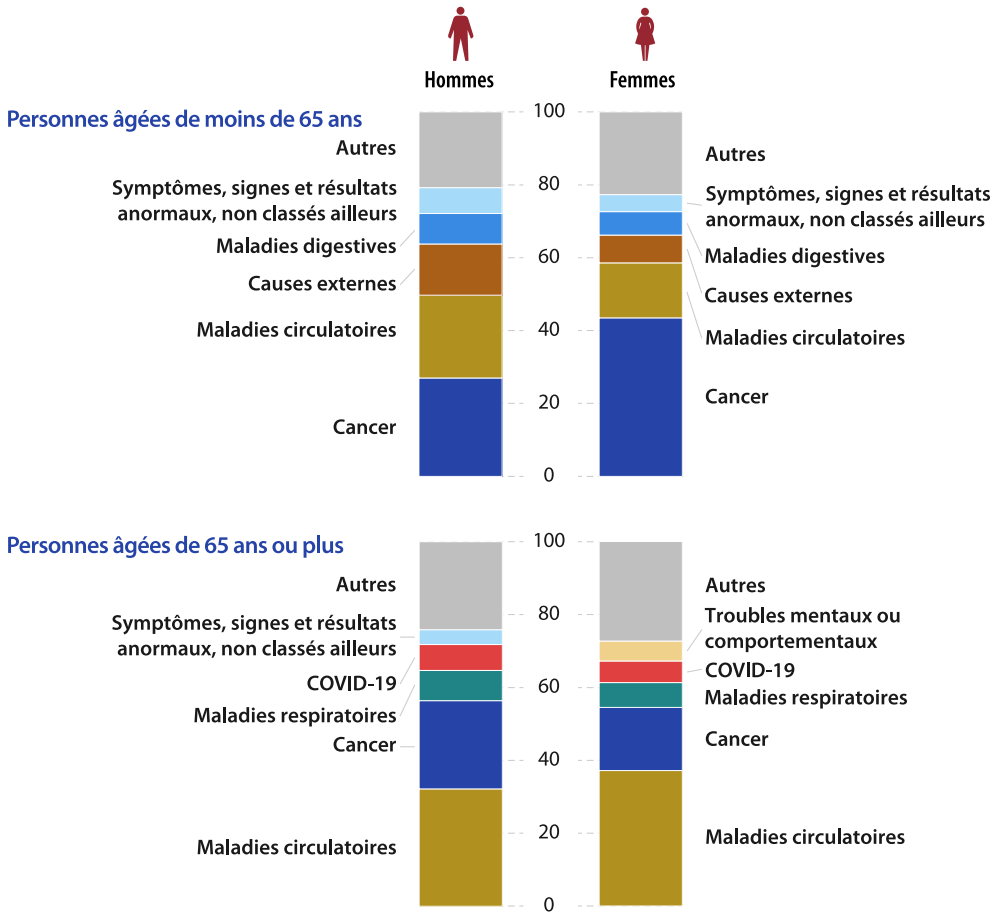 Hommes
Femmes
Personnes âgées de moins de 65 ans
Autres
Symptômes, signes et résultats
anormaux, non classés ailleurs
Maladies digestives
Causes externes
Maladies circulatoires
Cancer
100
80
60
40
20
0
Autres
Symptômes, signes et résultats
anormaux, non classés ailleurs
Maladies digestives
Causes externes
Maladies circulatoires
Cancer
Personnes âgées de 65 ans ou plus
Autres
Symptômes, signes et résultats
anormaux, non classés ailleurs
COVID-19
Maladies respiratoires
Cancer
Maladies circulatoires
100
80
60
40
20
0
Autres
Troubles mentaux ou
comportementaux
COVID-19
Maladies respiratoires
Cancer
Maladies circulatoires